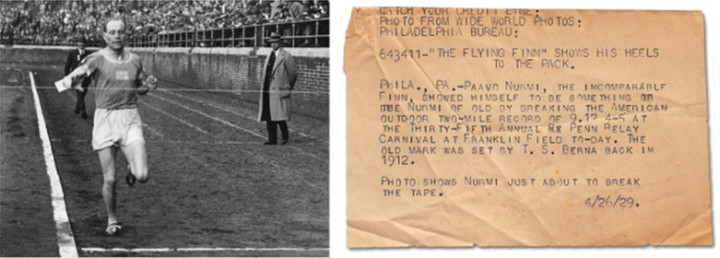 WATCH YOUR CREDIT LINE:
PHOTO FROM WIDE WORLD PHOTOS:
PHILADELPHIA BUREAU:
643411-"THE FLYING FINN" SHOWS HIS HEELS
TO THE PACK.
PHILA., PA.-PAAVO NURMI, THE INCOMPARABLE
FINN, SHOWED HIMSELF TO BE SOMETHING OF
THE NURMI OF OLD BY BREAKING THE AMERICAN
OUTDOOR TWO-MILE RECORD OF 9.17 4-5 AT
THE THIRTY-FIFTH ANNUAL PENN RELAY
CARNIVAL AT FRANKLIN FIELD TO-DAY. THE
OLD MARK WAS SET BY T. S. BERNA BACK IN
1912.
PHOTO SHOWS NURMI JUST ABOUT TO BREAK
THE TAPE.
4/26/29.